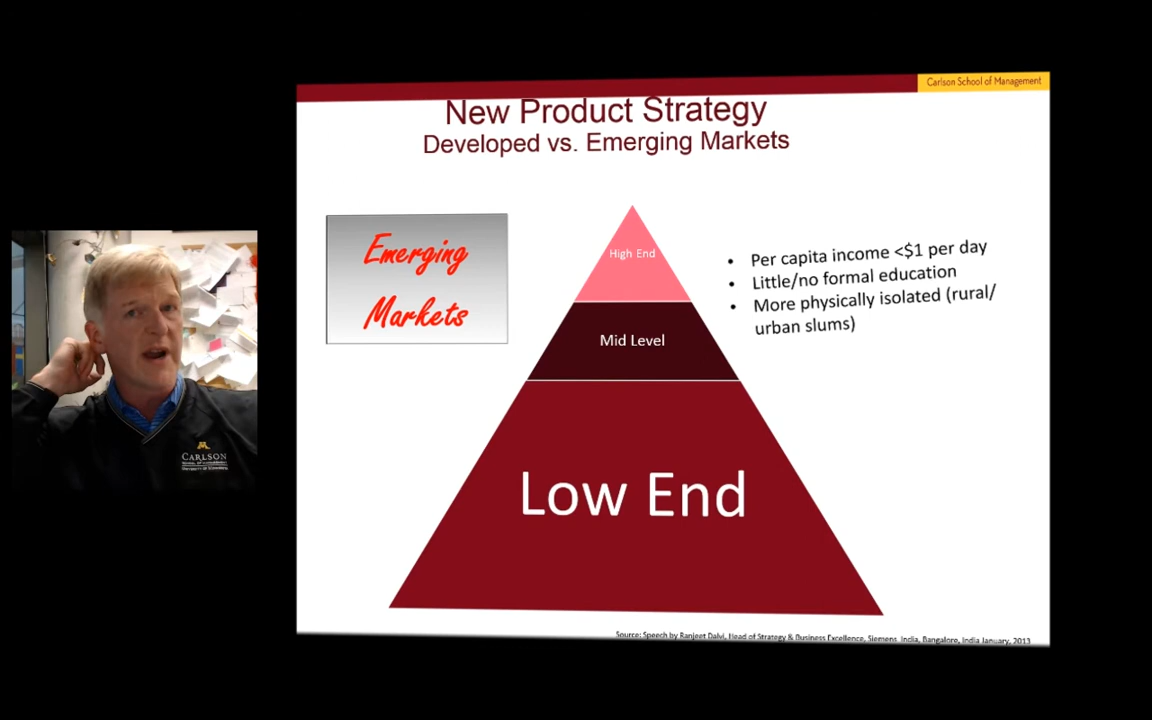 Carlson School of Management
New Product Strategy
Developed vs. Emerging Markets
Emerging
Markets
High End
Mid Level
Low End
• Per capita income <$1 per day
• Little/no formal education
• More physically isolated (rural/
urban slums)
CARLSON
Source: Speech by Ranjeet Dalvi, Head of Strategy & Business Excellence, Siemens, India, Bangalore, India January, 2013